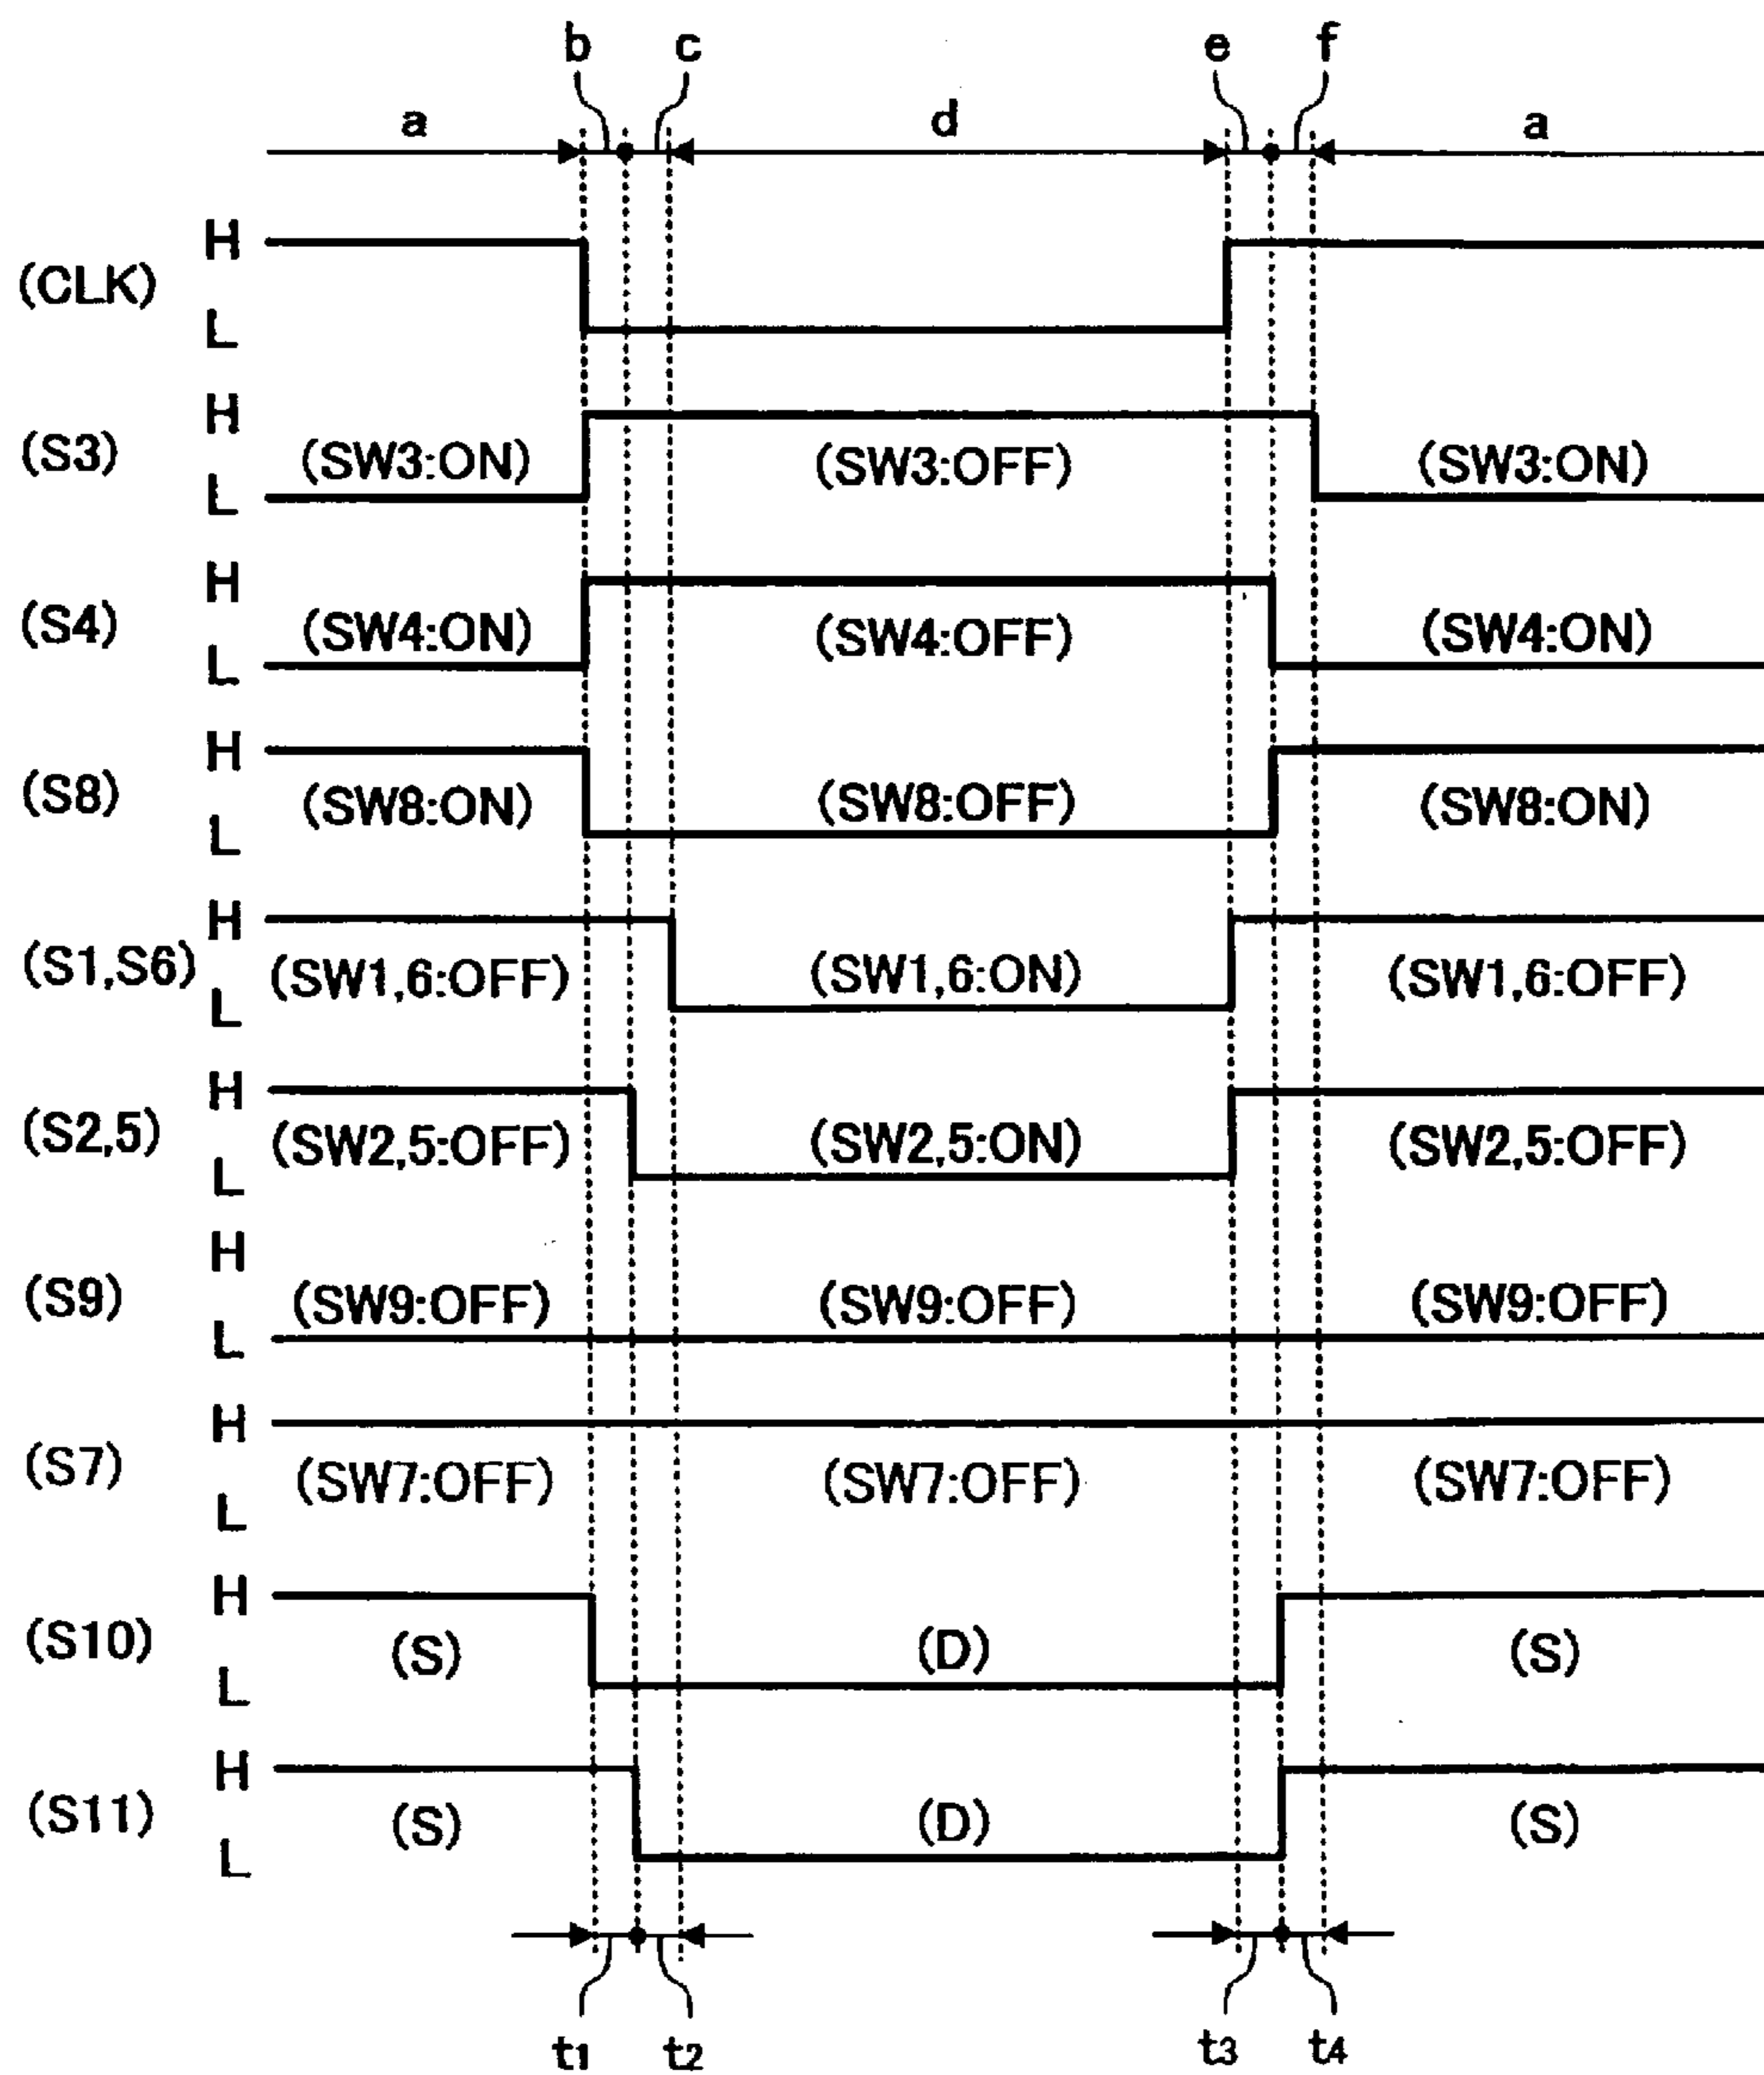 b c e f
a d a
H
(CLK)
L
H
(S3) (SW3:ON) (SW3:OFF) (SW3:ON)
L
H
(S4) (SW4:ON) (SW4:OFF) (SW4:ON)
L
H
(S8) (SW8:ON) (SW8:OFF) (SW8:ON)
L
H
(S1,S6) (SW1,6:OFF) (SW1,6:ON) (SW1,6:OFF)
L
H
(S2,5) (SW2,5:OFF) (SW2,5:ON) (SW2,5:OFF)
L
H
(S9) (SW9:OFF) (SW9:OFF) (SW9:OFF)
L
H
(S7) (SW7:OFF) (SW7:OFF) (SW7:OFF)
L
H
(S10) (S) (D) (S)
L
H
(S11) (S) (D) (S)
L
t1 t2 t3 t4